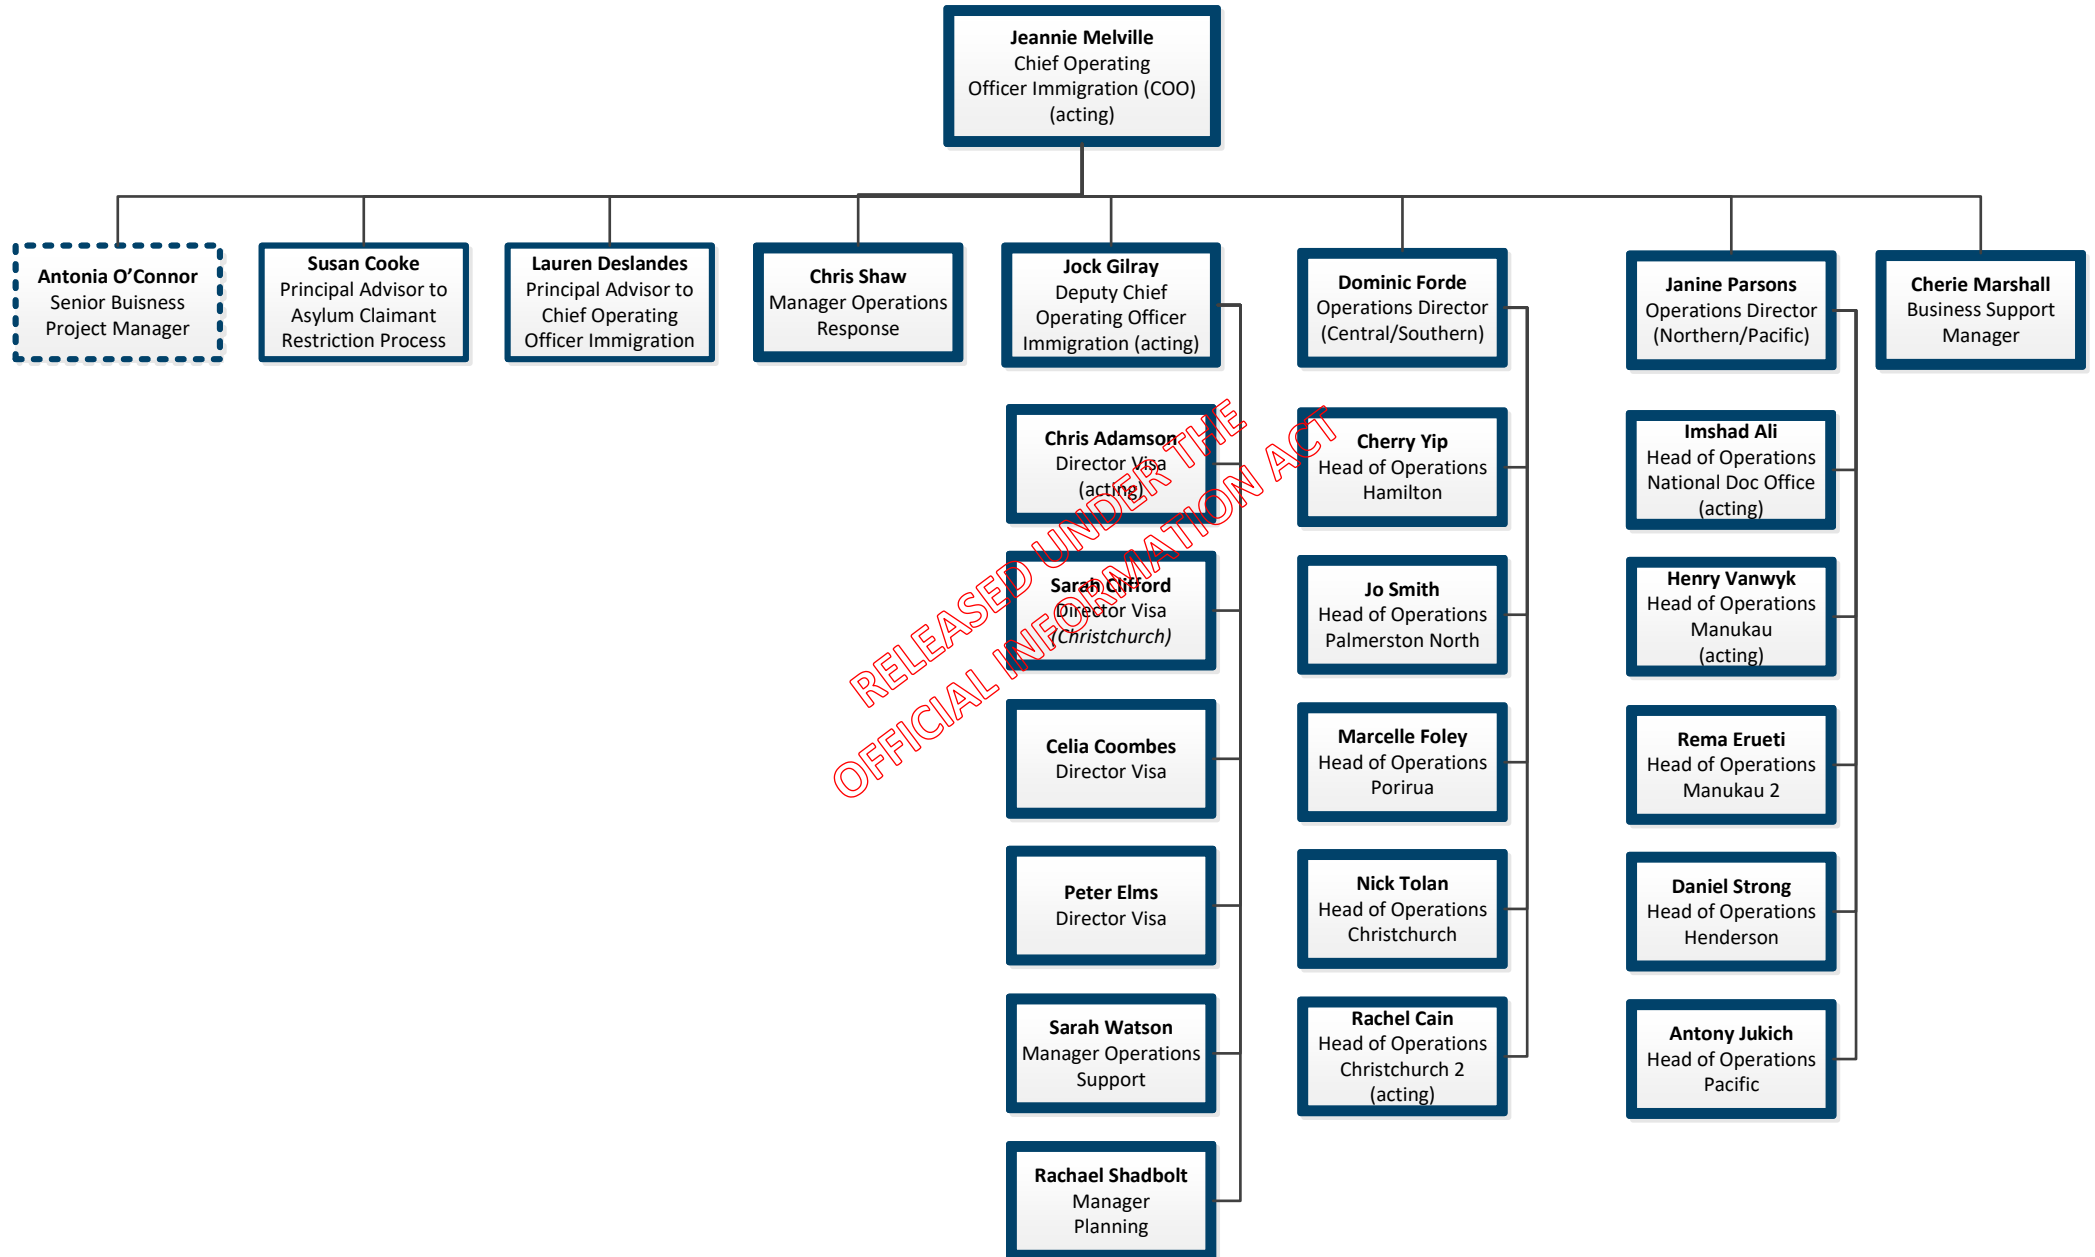 Jeannie Melville
Chief Operating
Officer Immigration (COO)
(acting)
Antonia O’Connor
Senior Buisness
Project Manager
Susan Cooke
Principal Advisor to
Asylum Claimant
Restriction Process
Lauren Deslandes
Principal Advisor to
Chief Operating
Officer Immigration
Chris Shaw
Manager Operations
Response
Jock Gilray
Deputy Chief
Operating Officer
Immigration (acting)
Dominic Forde
Operations Director
(Central/Southern)
Janine Parsons
Operations Director
(Northern/Pacific)
Cherie Marshall
Business Support
Manager
Chris Adamson
Director Visa
(acting)
Sarah Clifford
Director Visa
(Christchurch)
Celia Coombes
Director Visa
Peter Elms
Director Visa
Sarah Watson
Manager Operations
Support
Rachael Shadbolt
Manager
Planning
Cherry Yip
Head of Operations
Hamilton
Jo Smith
Head of Operations
Palmerston North
Marcelle Foley
Head of Operations
Porirua
Nick Tolan
Head of Operations
Christchurch
Rachel Cain
Head of Operations
Christchurch 2
(acting)
Imshad Ali
Head of Operations
National Doc Office
(acting)
Henry Vanwyk
Head of Operations
Manukau
(acting)
Rema Erueti
Head of Operations
Manukau 2
Daniel Strong
Head of Operations
Henderson
Antony Jukich
Head of Operations
Pacific
RELEASED UNDER THE
OFFICIAL INFORMATION ACT